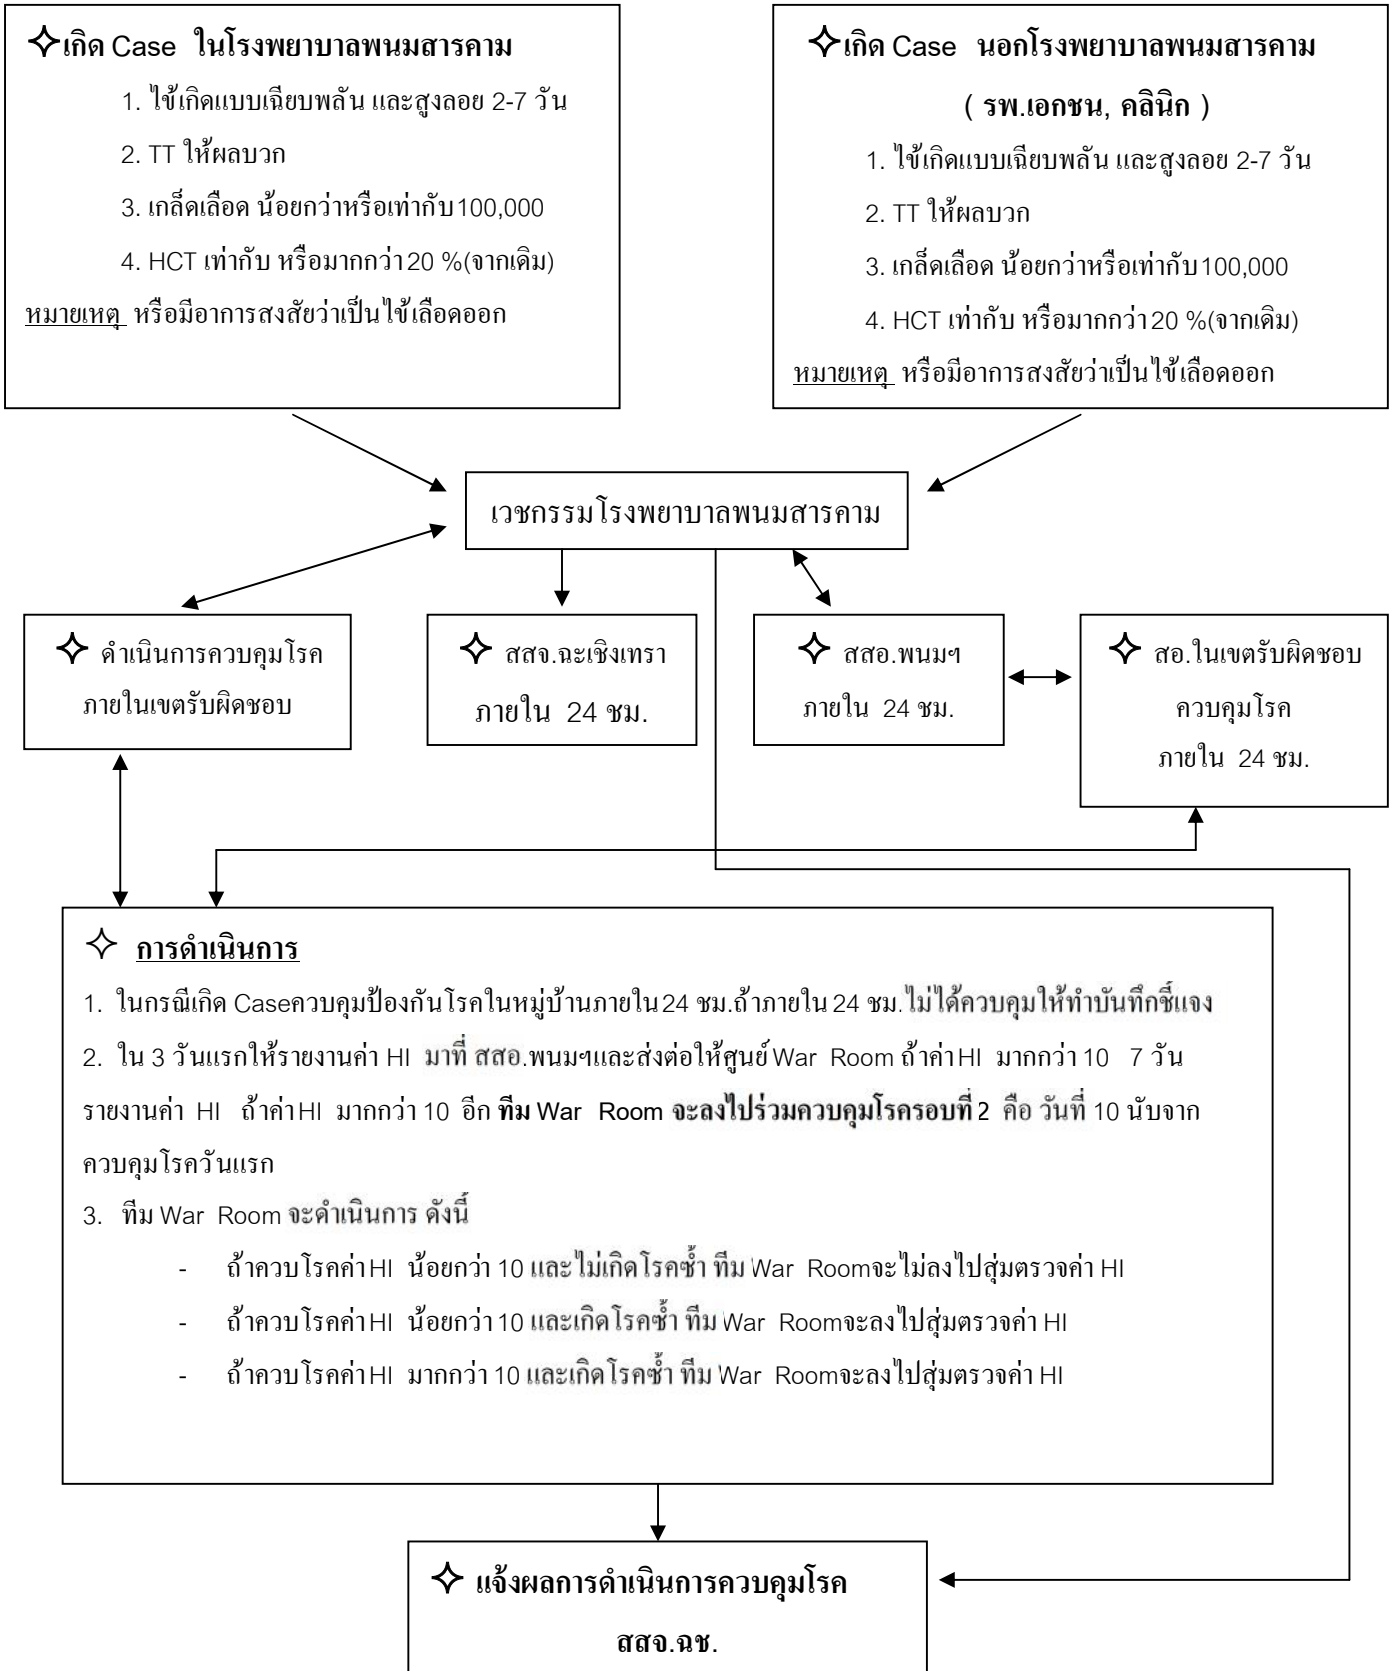 ✧เกิด Case ในโรงพยาบาลพนมสารคาม
1. ไข้เกิดแบบเฉียบพลัน และสูงลอย 2-7 วัน
2. TT ให้ผลบวก
3. เกล็ดเลือด น้อยกว่าหรือเท่ากับ100,000
4. HCT เท่ากับ หรือมากกว่า20 %(จากเดิม)
หมายเหตุ หรือมีอาการสงสัยว่าเป็นไข้เลือดออก
✧เกิด Case นอกโรงพยาบาลพนมสารคาม
( รพ.เอกชน, คลินิก )
1. ไข้เกิดแบบเฉียบพลัน และสูงลอย 2-7 วัน
2. TT ให้ผลบวก
3. เกล็ดเลือด น้อยกว่าหรือเท่ากับ100,000
4. HCT เท่ากับ หรือมากกว่า20 %(จากเดิม)
หมายเหตุ หรือมีอาการสงสัยว่าเป็นไข้เลือดออก
เวชกรรมโรงพยาบาลพนมสารคาม
✧ ดำเนินการควบคุมโรค
ภายในเขตรับผิดชอบ
✧ สสจ.ฉะเชิงเทรา
ภายใน 24 ชม.
✧ สสอ.พนมฯ
ภายใน 24 ชม.
✧ สอ.ในเขตรับผิดชอบ
ควบคุมโรค
ภายใน 24 ชม.
✧ การดำเนินการ
1. ในกรณีเกิด Caseควบคุมป้องกันโรคในหมู่บ้านภายใน24 ชม.ถ้าภายใน 24 ชม.ไม่ได้ควบคุมให้ทำบันทึกชี้แจง
2. ใน 3 วันแรกให้รายงานค่า HI มาที่ สสอ.พนมฯและส่งต่อให้ศูนย์ War Room ถ้าค่าHI มากกว่า 10 7 วัน
รายงานค่า HI ถ้าค่าHI มากกว่า 10 อีก ทีม War Room จะลงไปร่วมควบคุมโรครอบที่ 2 คือ วันที่ 10 นับจาก
ควบคุมโรควันแรก
3. ทีม War Room จะดำเนินการ ดังนี้
- ถ้าควบโรคค่าHI น้อยกว่า 10 และไม่เกิดโรคซ้ำ ทีม War Roomจะไม่ลงไปสุ่มตรวจค่า HI
- ถ้าควบโรคค่าHI น้อยกว่า 10 และเกิดโรคซ้ำ ทีม War Roomจะลงไปสุ่มตรวจค่า HI
- ถ้าควบโรคค่าHI มากกว่า 10 และเกิดโรคซ้ำ ทีม War Roomจะลงไปสุ่มตรวจค่า HI
✧ แจ้งผลการดำเนินการควบคุมโรค
สสจ.ฉช.